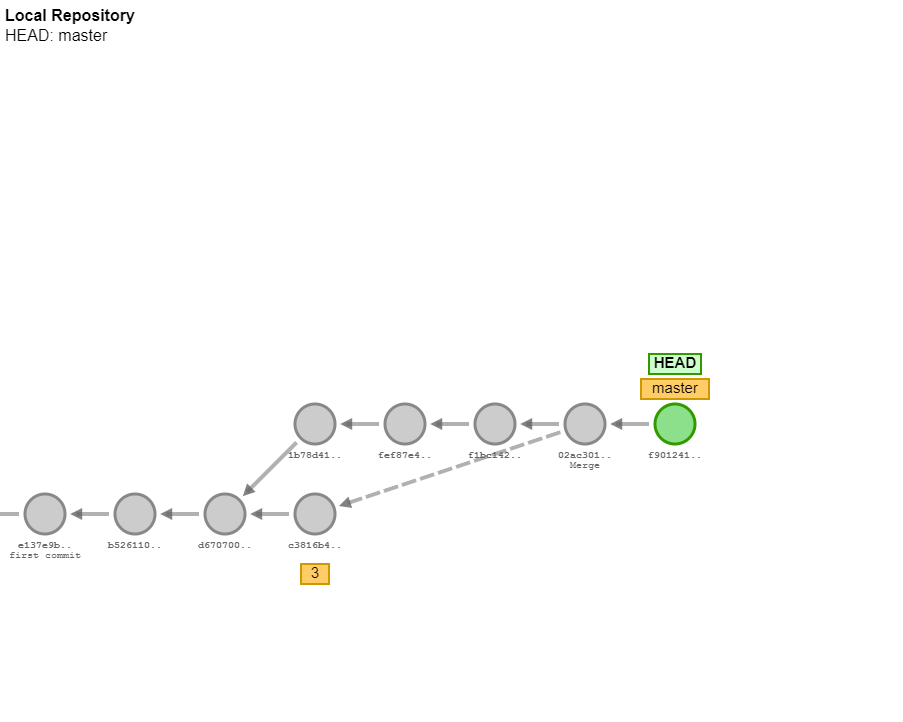 Local Repository
HEAD: master
HEAD
master
1b78d41..
fef87e4..
f1bc142..
02ac301..
Merge
f901241..
e137e9b..
first commit
b526110..
d670700..
c3816b4..
3